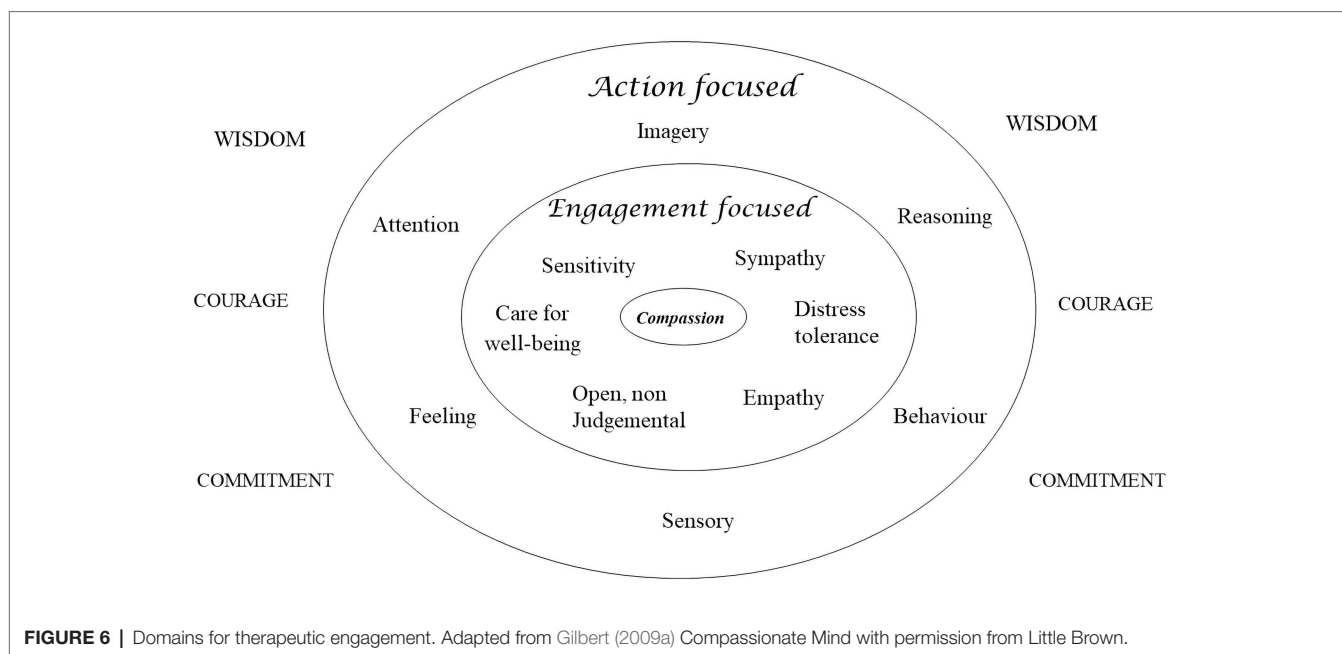 Action focused
Imagery
WISDOM
WISDOM
Engagement focused
Attention
Reasoning
Sensitivity
Sympathy
COURAGE
COURAGE
Care for
well-being
Compassion
Distress
tolerance
Open, non
Judgemental
Empathy
Feeling
Behaviour
COMMITMENT
COMMITMENT
Sensory
FIGURE 6 | Domains for therapeutic engagement. Adapted from Gilbert (2009a) Compassionate Mind with permission from Little Brown.